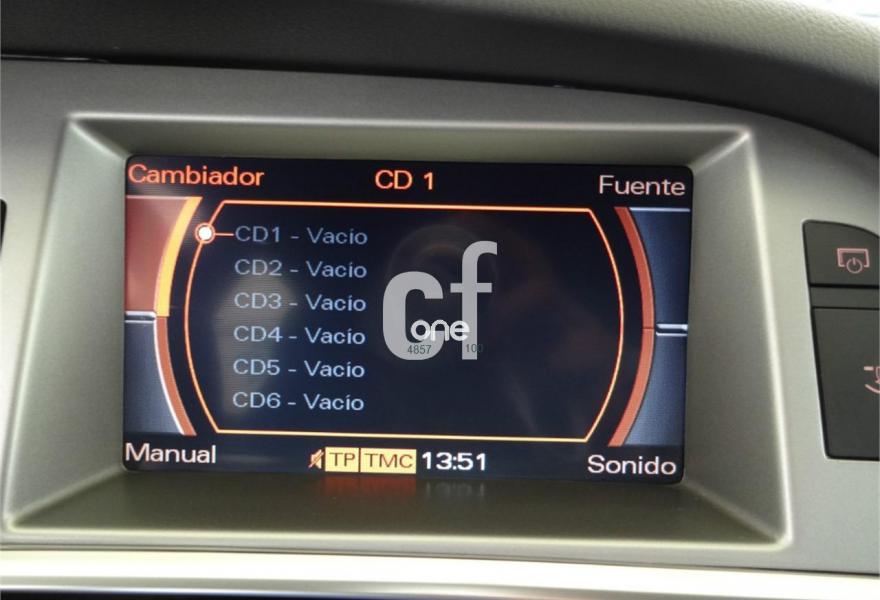 Cambiador CD 1 Fuente
CD1 - Vacío
CD2 - Vacío
CD3 - Vacío
CD4 - Vacío
CD5 - Vacío
CD6 - Vacío
cf
one
4857 100
Manual TP TMC 13:51 Sonido